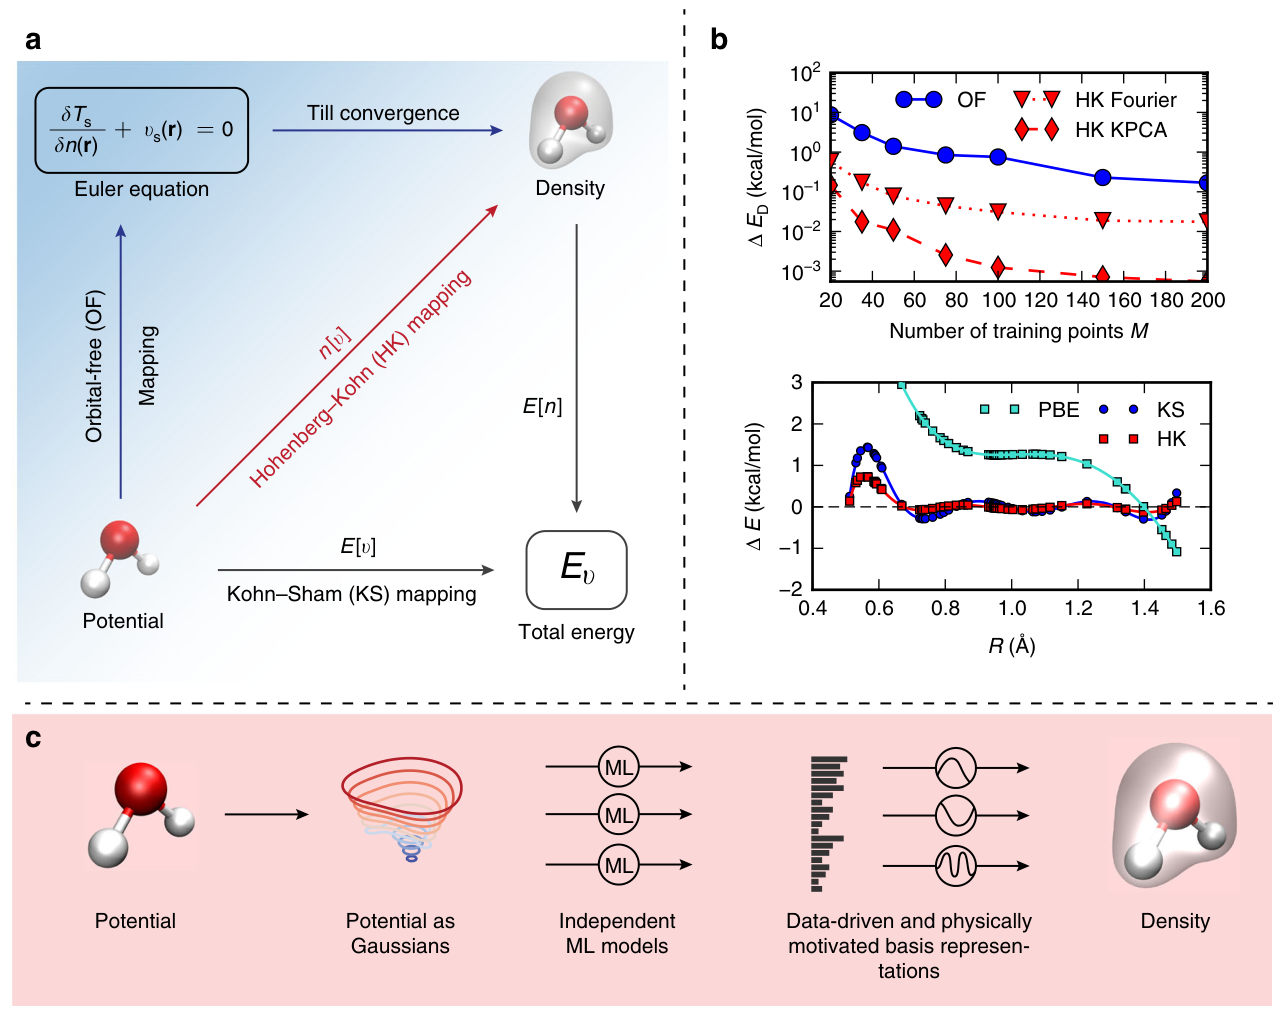 a
δTs
δn(r)
+ υs(r) = 0
Euler equation
Till convergence
Density
Orbital-free (OF)
Mapping
n[υ]
Hohenberg–Kohn (HK) mapping
E[n]
Potential
E[υ]
Kohn–Sham (KS) mapping
Eυ
Total energy
b
OF
HK Fourier
HK KPCA
Δ ED (kcal/mol)
10²
10¹
10⁰
10⁻¹
10⁻²
10⁻³
20 40 60 80 100 120 140 160 180 200
Number of training points M
PBE
KS
HK
Δ E (kcal/mol)
3
2
1
0
−1
−2
0.4 0.6 0.8 1.0 1.2 1.4 1.6
R (Å)
c
ML
ML
ML
Potential
Potential as
Gaussians
Independent
ML models
Data-driven and physically
motivated basis represen-
tations
Density